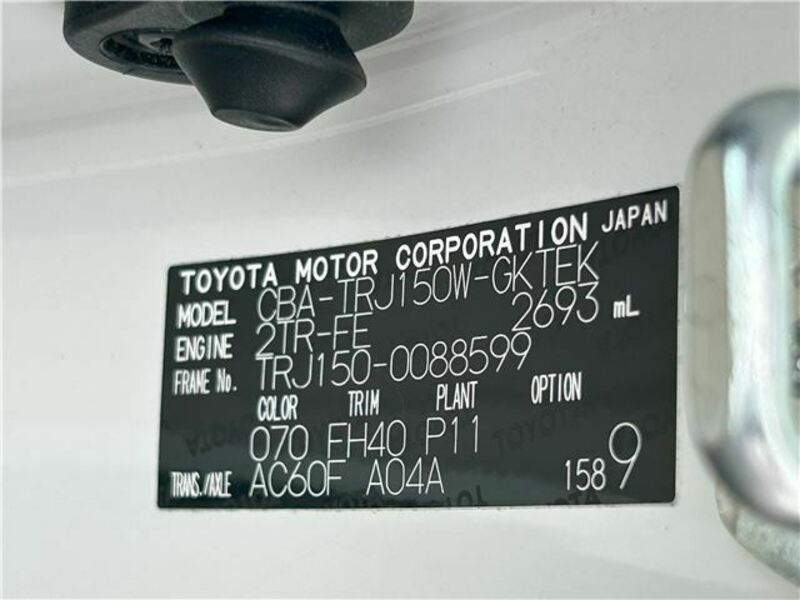 TOYOTA MOTOR CORPORATION JAPAN
MODEL CBA-TRJ150W-GKTEK
ENGINE 2TR-FE 2693 mL
FRAME No. TRJ150-0088599
COLOR TRIM PLANT OPTION
070 FH40 P11
TRANS./AXLE AC60F A04A 158 9